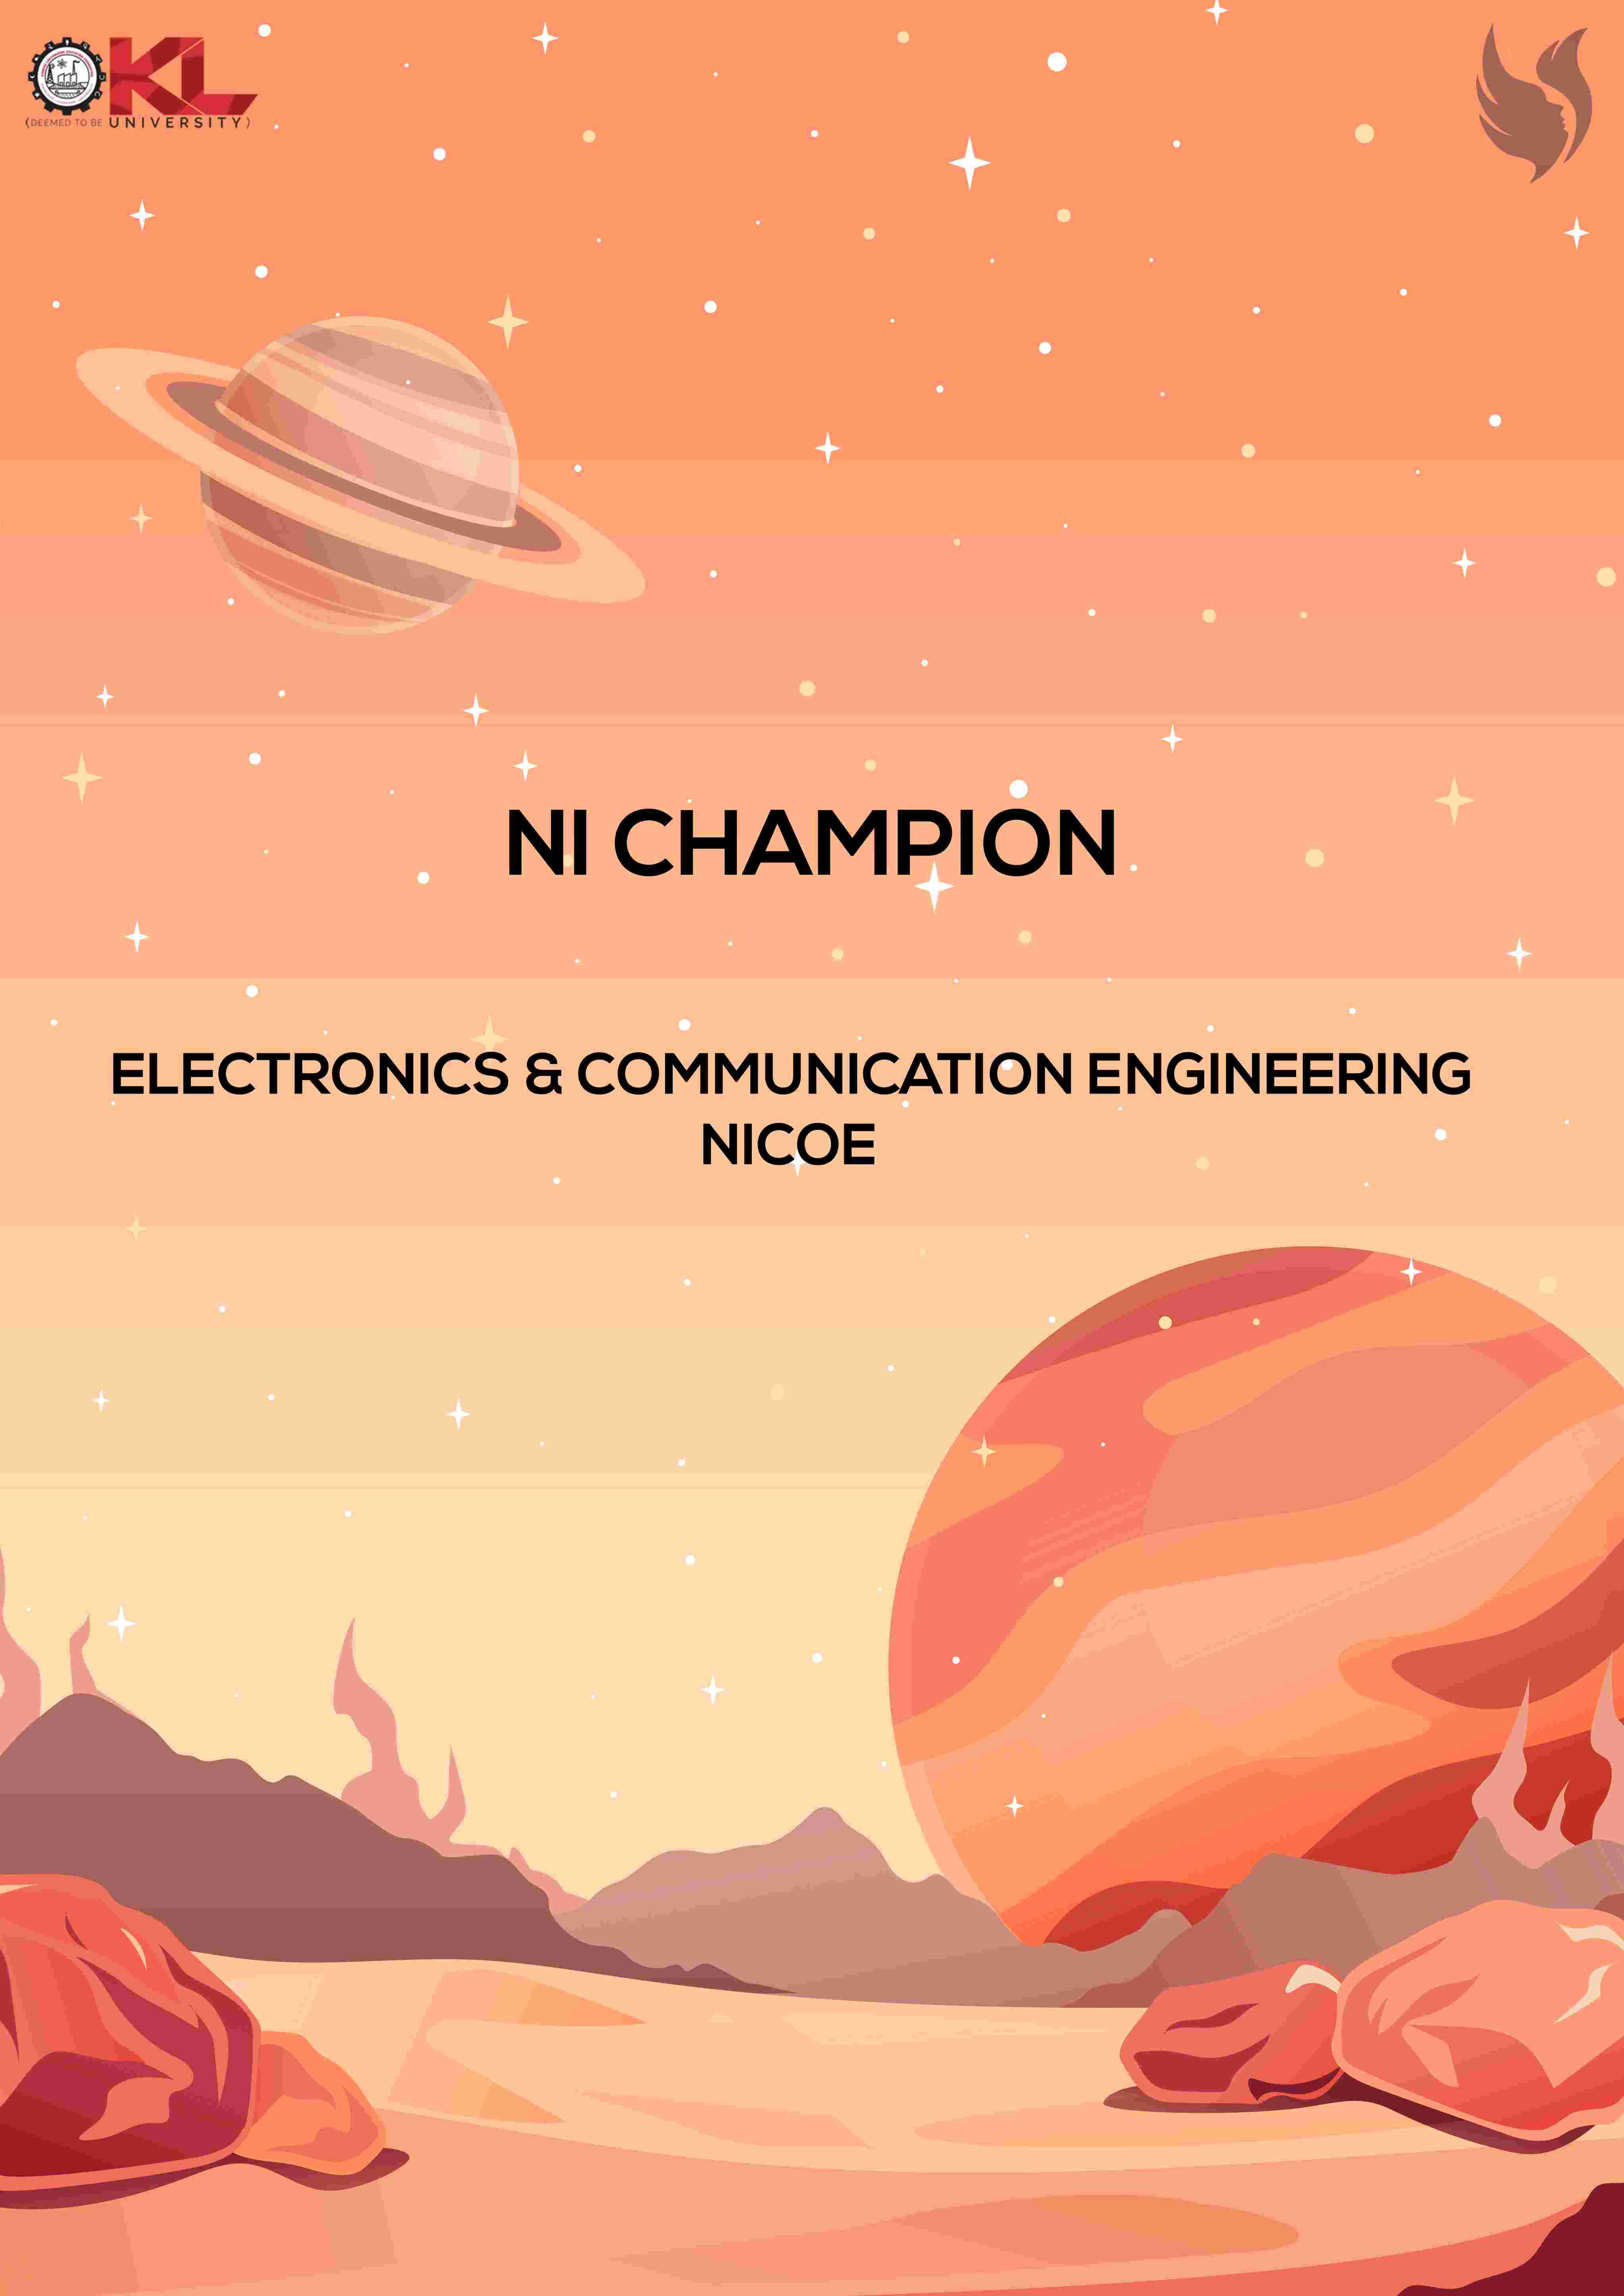 KL
(DEEMED TO BE UNIVERSITY)
NI CHAMPION
ELECTRONICS & COMMUNICATION ENGINEERING
NICOE